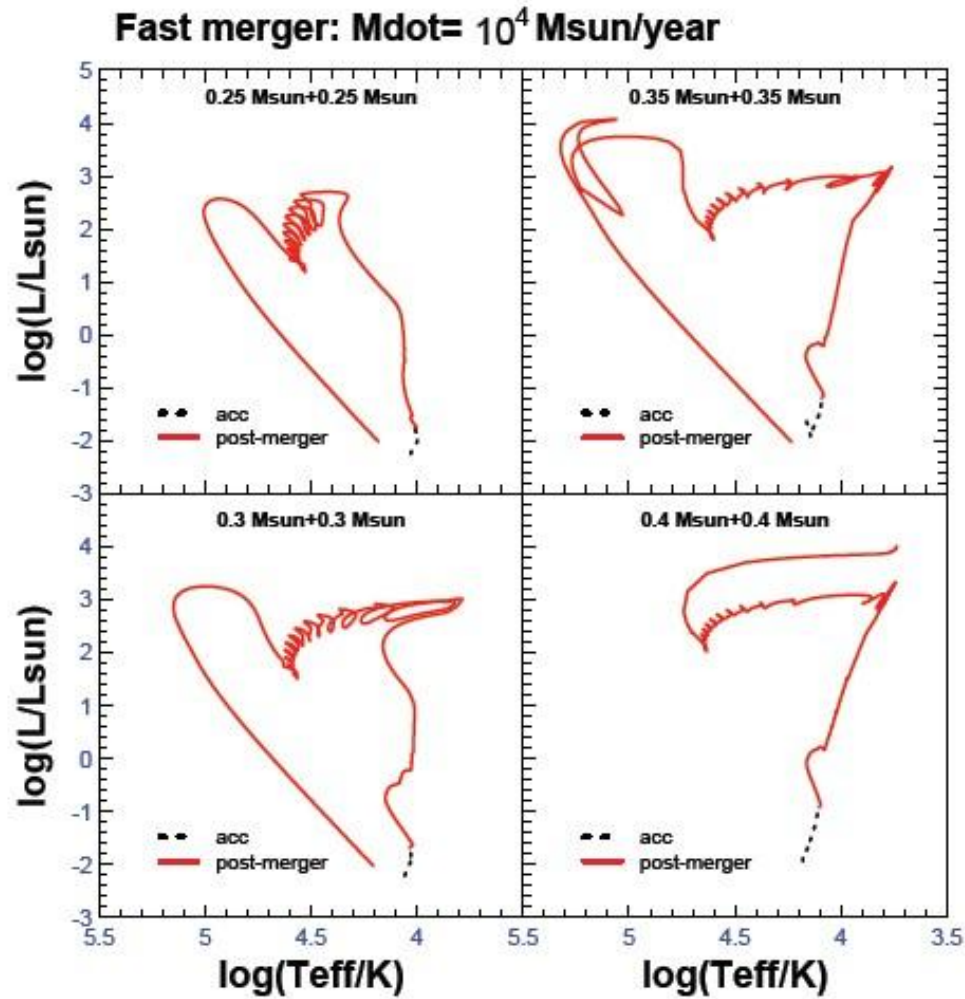 Fast merger: Mdot= 10⁴ Msun/year
5
0.25 Msun+0.25 Msun
0.35 Msun+0.35 Msun
4
3
2
1
0
-1
-2
-3
log(L/Lsun)
acc
post-merger
acc
post-merger
0.3 Msun+0.3 Msun
0.4 Msun+0.4 Msun
4
3
2
1
0
-1
-2
-3
log(L/Lsun)
acc
post-merger
acc
post-merger
5.5 5 4.5 4 5.5 5 4.5 4 3.5
log(Teff/K) log(Teff/K)